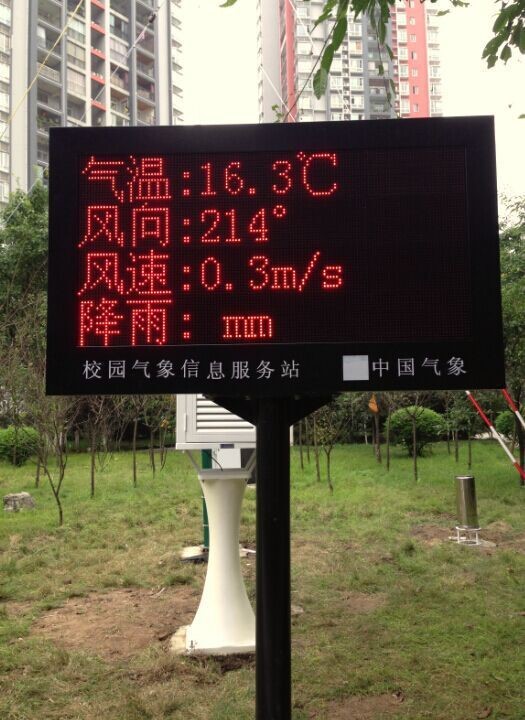 气温:16.3℃
风向:214°
风速:0.3m/s
降雨: mm
校园气象信息服务站 中国气象